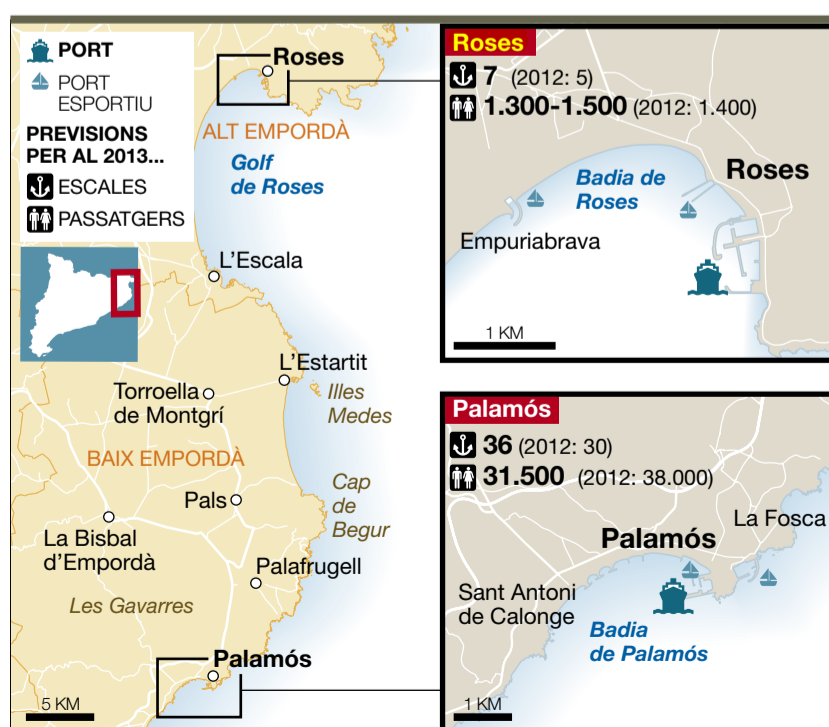 PORT
PORT
ESPORTIU
PREVISIONS
PER AL 2013...
ESCALES
PASSATGERS
Roses
ALT EMPORDÀ
Golf
de Roses
L'Escala
L'Estartit
Torroella
de Montgrí
Illes
Medes
BAIX EMPORDÀ
Pals
Cap
de
Begur
La Bisbal
d'Empordà
Palafrugell
Les Gavarres
Palamós
5 KM
Roses
7 (2012: 5)
1.300-1.500 (2012: 1.400)
Roses
Badia de
Roses
Empuriabrava
1 KM
Palamós
36 (2012: 30)
31.500 (2012: 38.000)
La Fosca
Palamós
Sant Antoni
de Calonge
Badia
de Palamós
1 KM